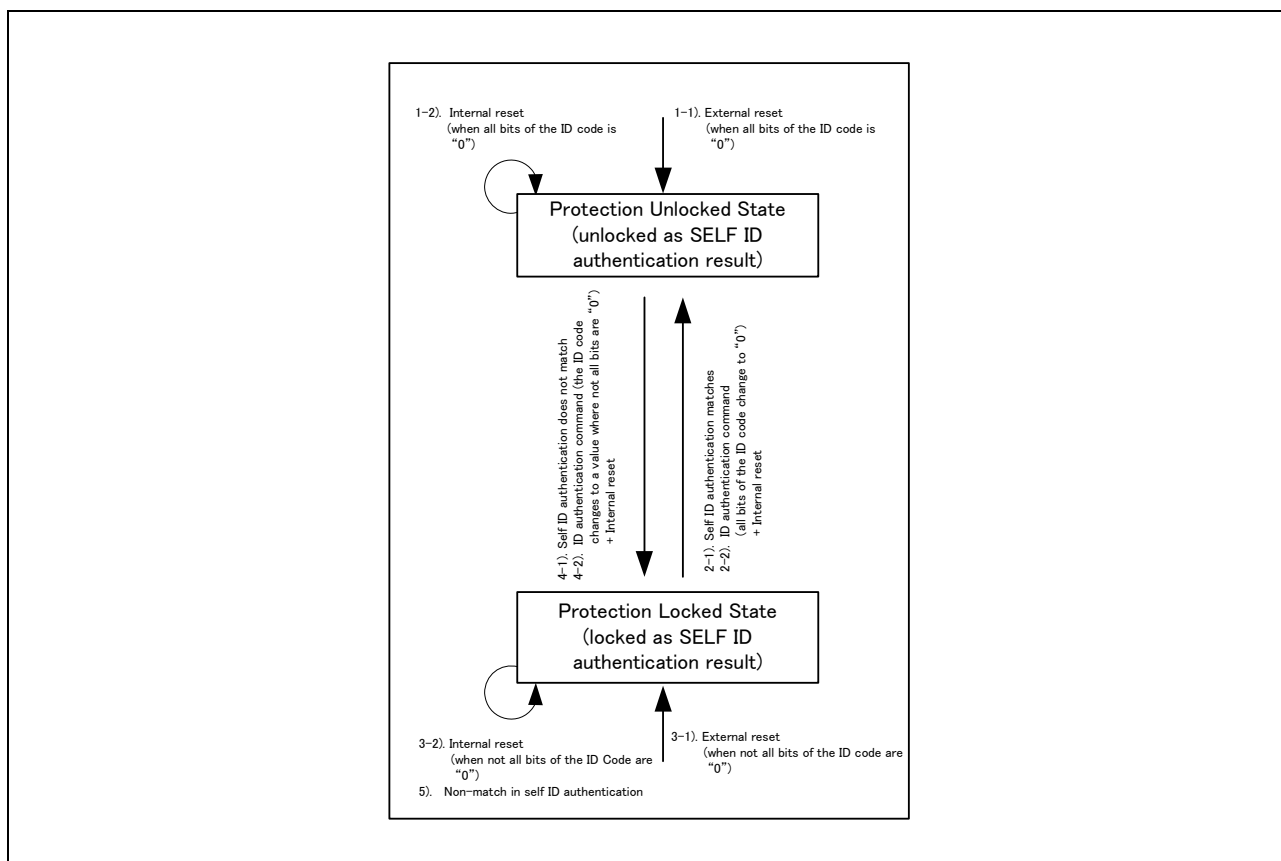 1-2). Internal reset
(when all bits of the ID code is
“0”)
1-1). External reset
(when all bits of the ID code is
“0”)
Protection Unlocked State
(unlocked as SELF ID
authentication result)
4-1). Self ID authentication does not match
4-2). ID authentication command (the ID code
changes to a value where not all bits are “0”)
+ Internal reset
2-1). Self ID authentication matches
2-2). ID authentication command
(all bits of the ID code change to “0”)
+ Internal reset
Protection Locked State
(locked as SELF ID
authentication result)
3-2). Internal reset
(when not all bits of the ID Code are
“0”)
3-1). External reset
(when not all bits of the ID code are
“0”)
5). Non-match in self ID authentication